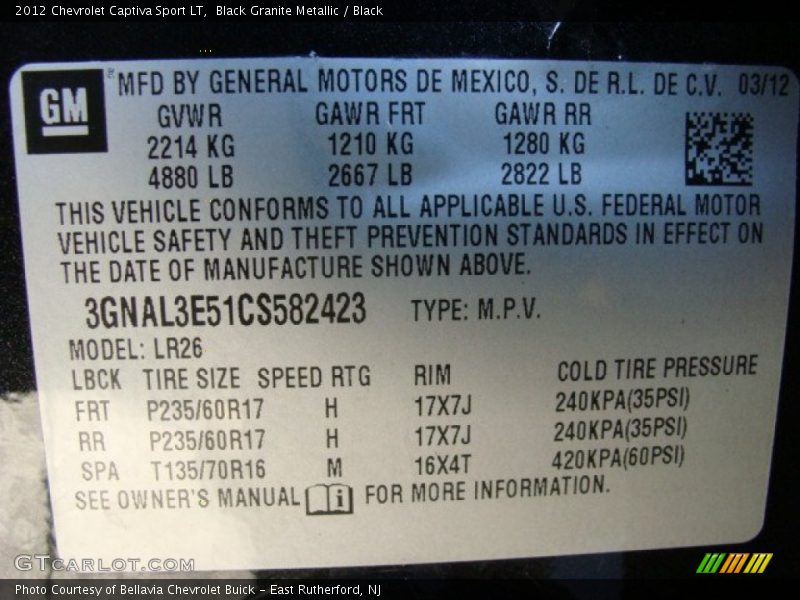 2012 Chevrolet Captiva Sport LT,  Black Granite Metallic / Black
GM
® MFD BY GENERAL MOTORS DE MEXICO, S. DE R.L. DE C.V. 03/12
GVWR GAWR FRT GAWR RR
2214 KG 1210 KG 1280 KG
4880 LB 2667 LB 2822 LB
THIS VEHICLE CONFORMS TO ALL APPLICABLE U.S. FEDERAL MOTOR
VEHICLE SAFETY AND THEFT PREVENTION STANDARDS IN EFFECT ON
THE DATE OF MANUFACTURE SHOWN ABOVE.
3GNAL3E51CS582423 TYPE: M.P.V.
MODEL: LR26
LBCK TIRE SIZE SPEED RTG RIM COLD TIRE PRESSURE
FRT P235/60R17 H 17X7J 240KPA(35PSI)
RR P235/60R17 H 17X7J 240KPA(35PSI)
SPA T135/70R16 M 16X4T 420KPA(60PSI)
SEE OWNER'S MANUAL i FOR MORE INFORMATION.
GTCARLOT.COM
Photo Courtesy of Bellavia Chevrolet Buick - East Rutherford, NJ